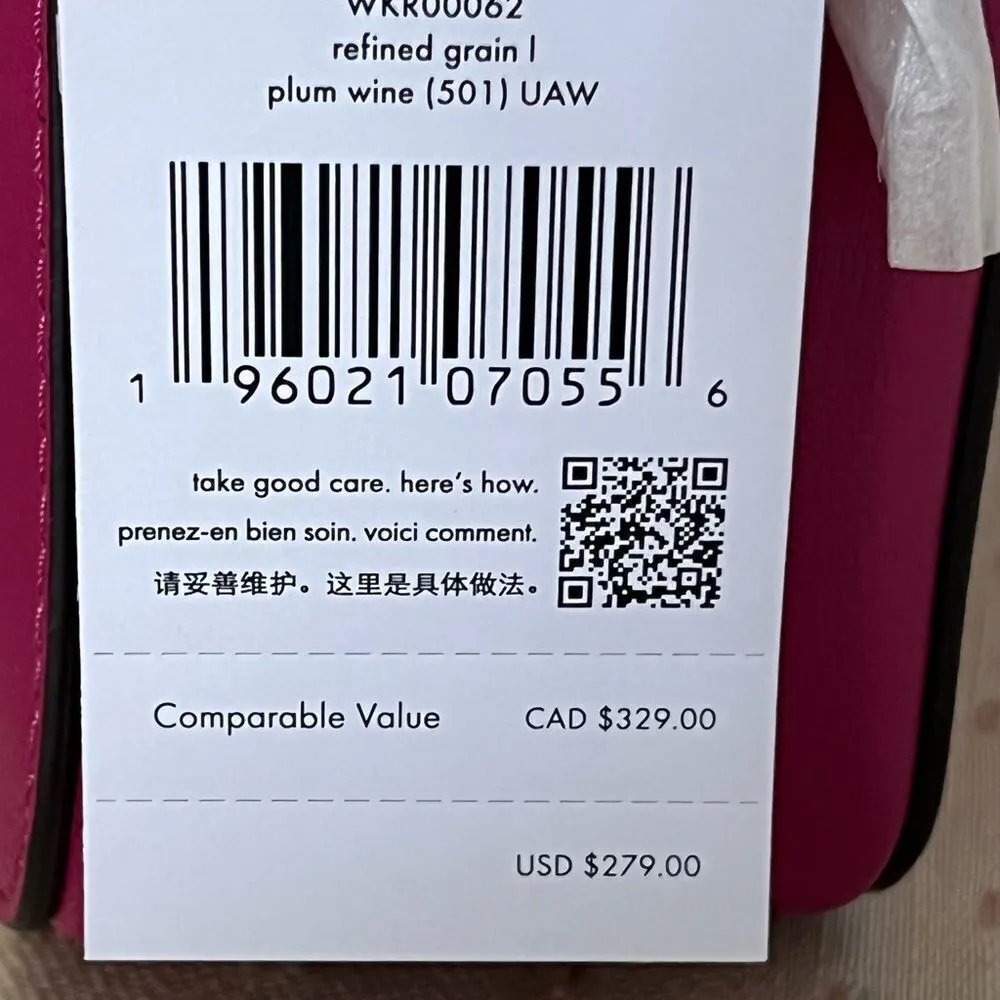 WKR00062
refined grain l
plum wine (501) UAW
1 96021 07055 6
take good care. here's how.
prenez-en bien soin. voici comment.
请妥善维护。这里是具体做法。
Comparable Value CAD $329.00
USD $279.00